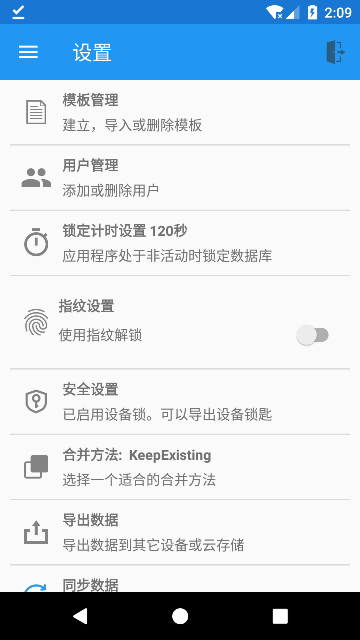 2:09
设置
模板管理
建立，导入或删除模板
用户管理
添加或删除用户
锁定计时设置 120秒
应用程序处于非活动时锁定数据库
指纹设置
使用指纹解锁
安全设置
已启用设备锁。可以导出设备锁匙
合并方法: KeepExisting
选择一个适合的合并方法
导出数据
导出数据到其它设备或云存储
同步数据